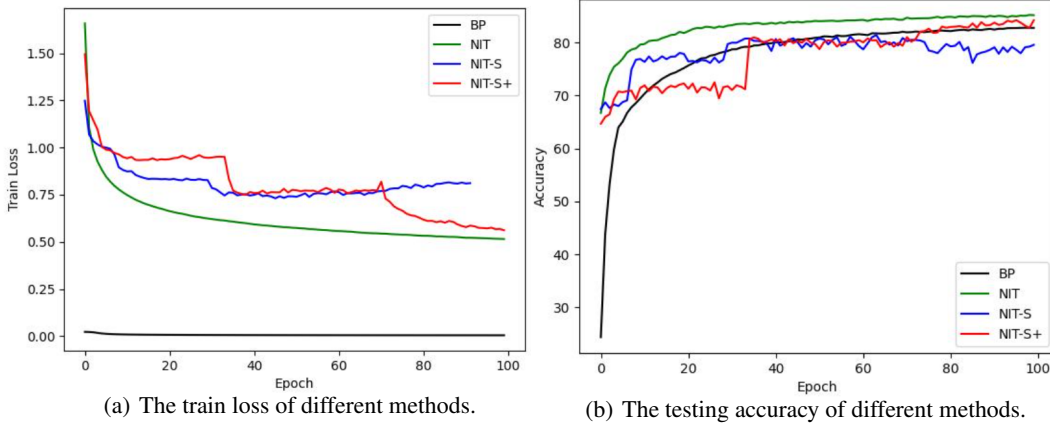 1.50
1.25
1.00
0.75
0.50
0.25
0.00
Train Loss
0 20 40 60 80 100
Epoch
BP
NIT
NIT-S
NIT-S+
(a) The train loss of different methods.
80
70
60
50
40
30
Accuracy
0 20 40 60 80 100
Epoch
BP
NIT
NIT-S
NIT-S+
(b) The testing accuracy of different methods.